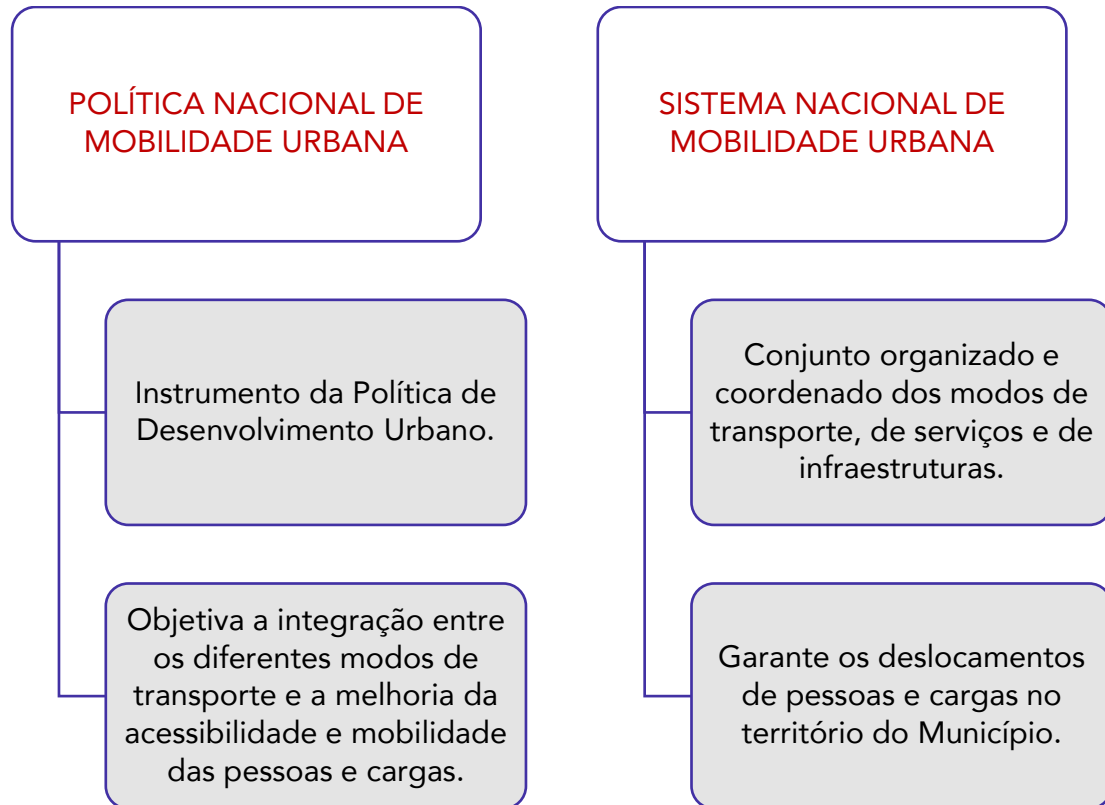 POLÍTICA NACIONAL DE
MOBILIDADE URBANA
Instrumento da Política de
Desenvolvimento Urbano.
Objetiva a integração entre
os diferentes modos de
transporte e a melhoria da
acessibilidade e mobilidade
das pessoas e cargas.
SISTEMA NACIONAL DE
MOBILIDADE URBANA
Conjunto organizado e
coordenado dos modos de
transporte, de serviços e de
infraestruturas.
Garante os deslocamentos
de pessoas e cargas no
território do Município.